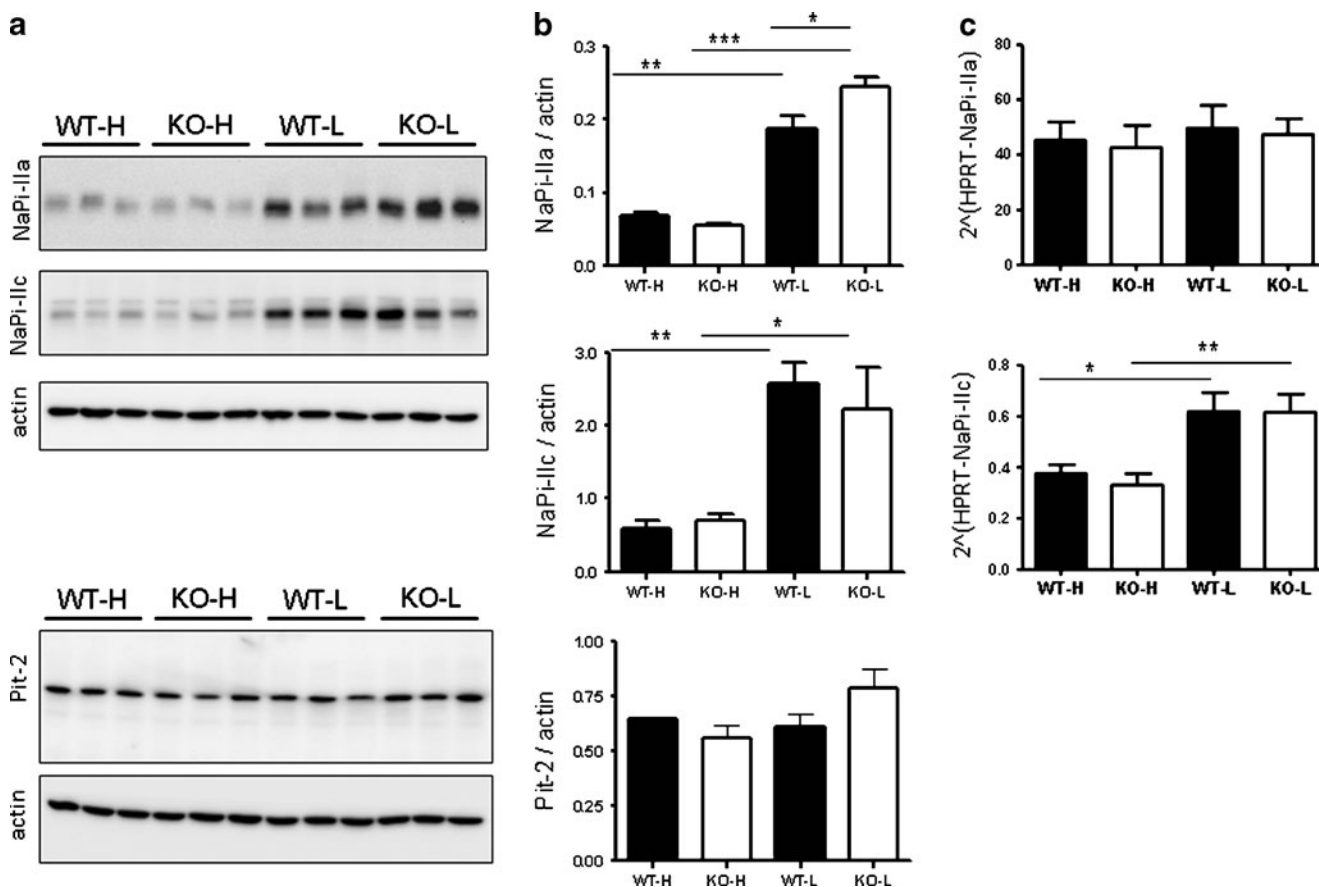 a
WT-H KO-H WT-L KO-L
NaPi-IIa
NaPi-IIc
actin
WT-H KO-H WT-L KO-L
Pit-2
actin
b
NaPi-IIa / actin
0.3
0.2
0.1
0.0
** *** *
WT-H KO-H WT-L KO-L
NaPi-IIc / actin
3.0
2.0
1.0
0.0
** *
WT-H KO-H WT-L KO-L
Pit-2 / actin
1.00
0.75
0.50
0.25
0.00
WT-H KO-H WT-L KO-L
c
2^(HPRT-NaPi-IIa)
80
60
40
20
0
WT-H KO-H WT-L KO-L
2^(HPRT-NaPi-IIc)
0.8
0.6
0.4
0.2
0.0
* **
WT-H KO-H WT-L KO-L